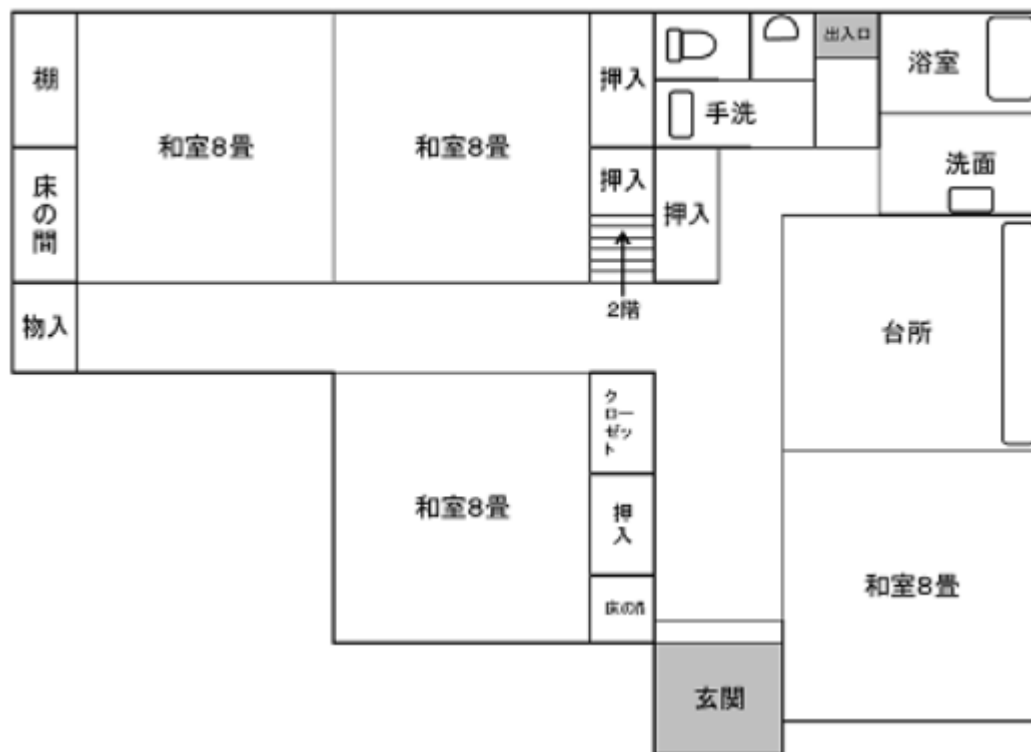 棚
和室8畳
和室8畳
押入
出入口
浴室
手洗
押入
押入
洗面
床の間
2階
物入
台所
クローゼット
和室8畳
押入
床の間
和室8畳
玄関